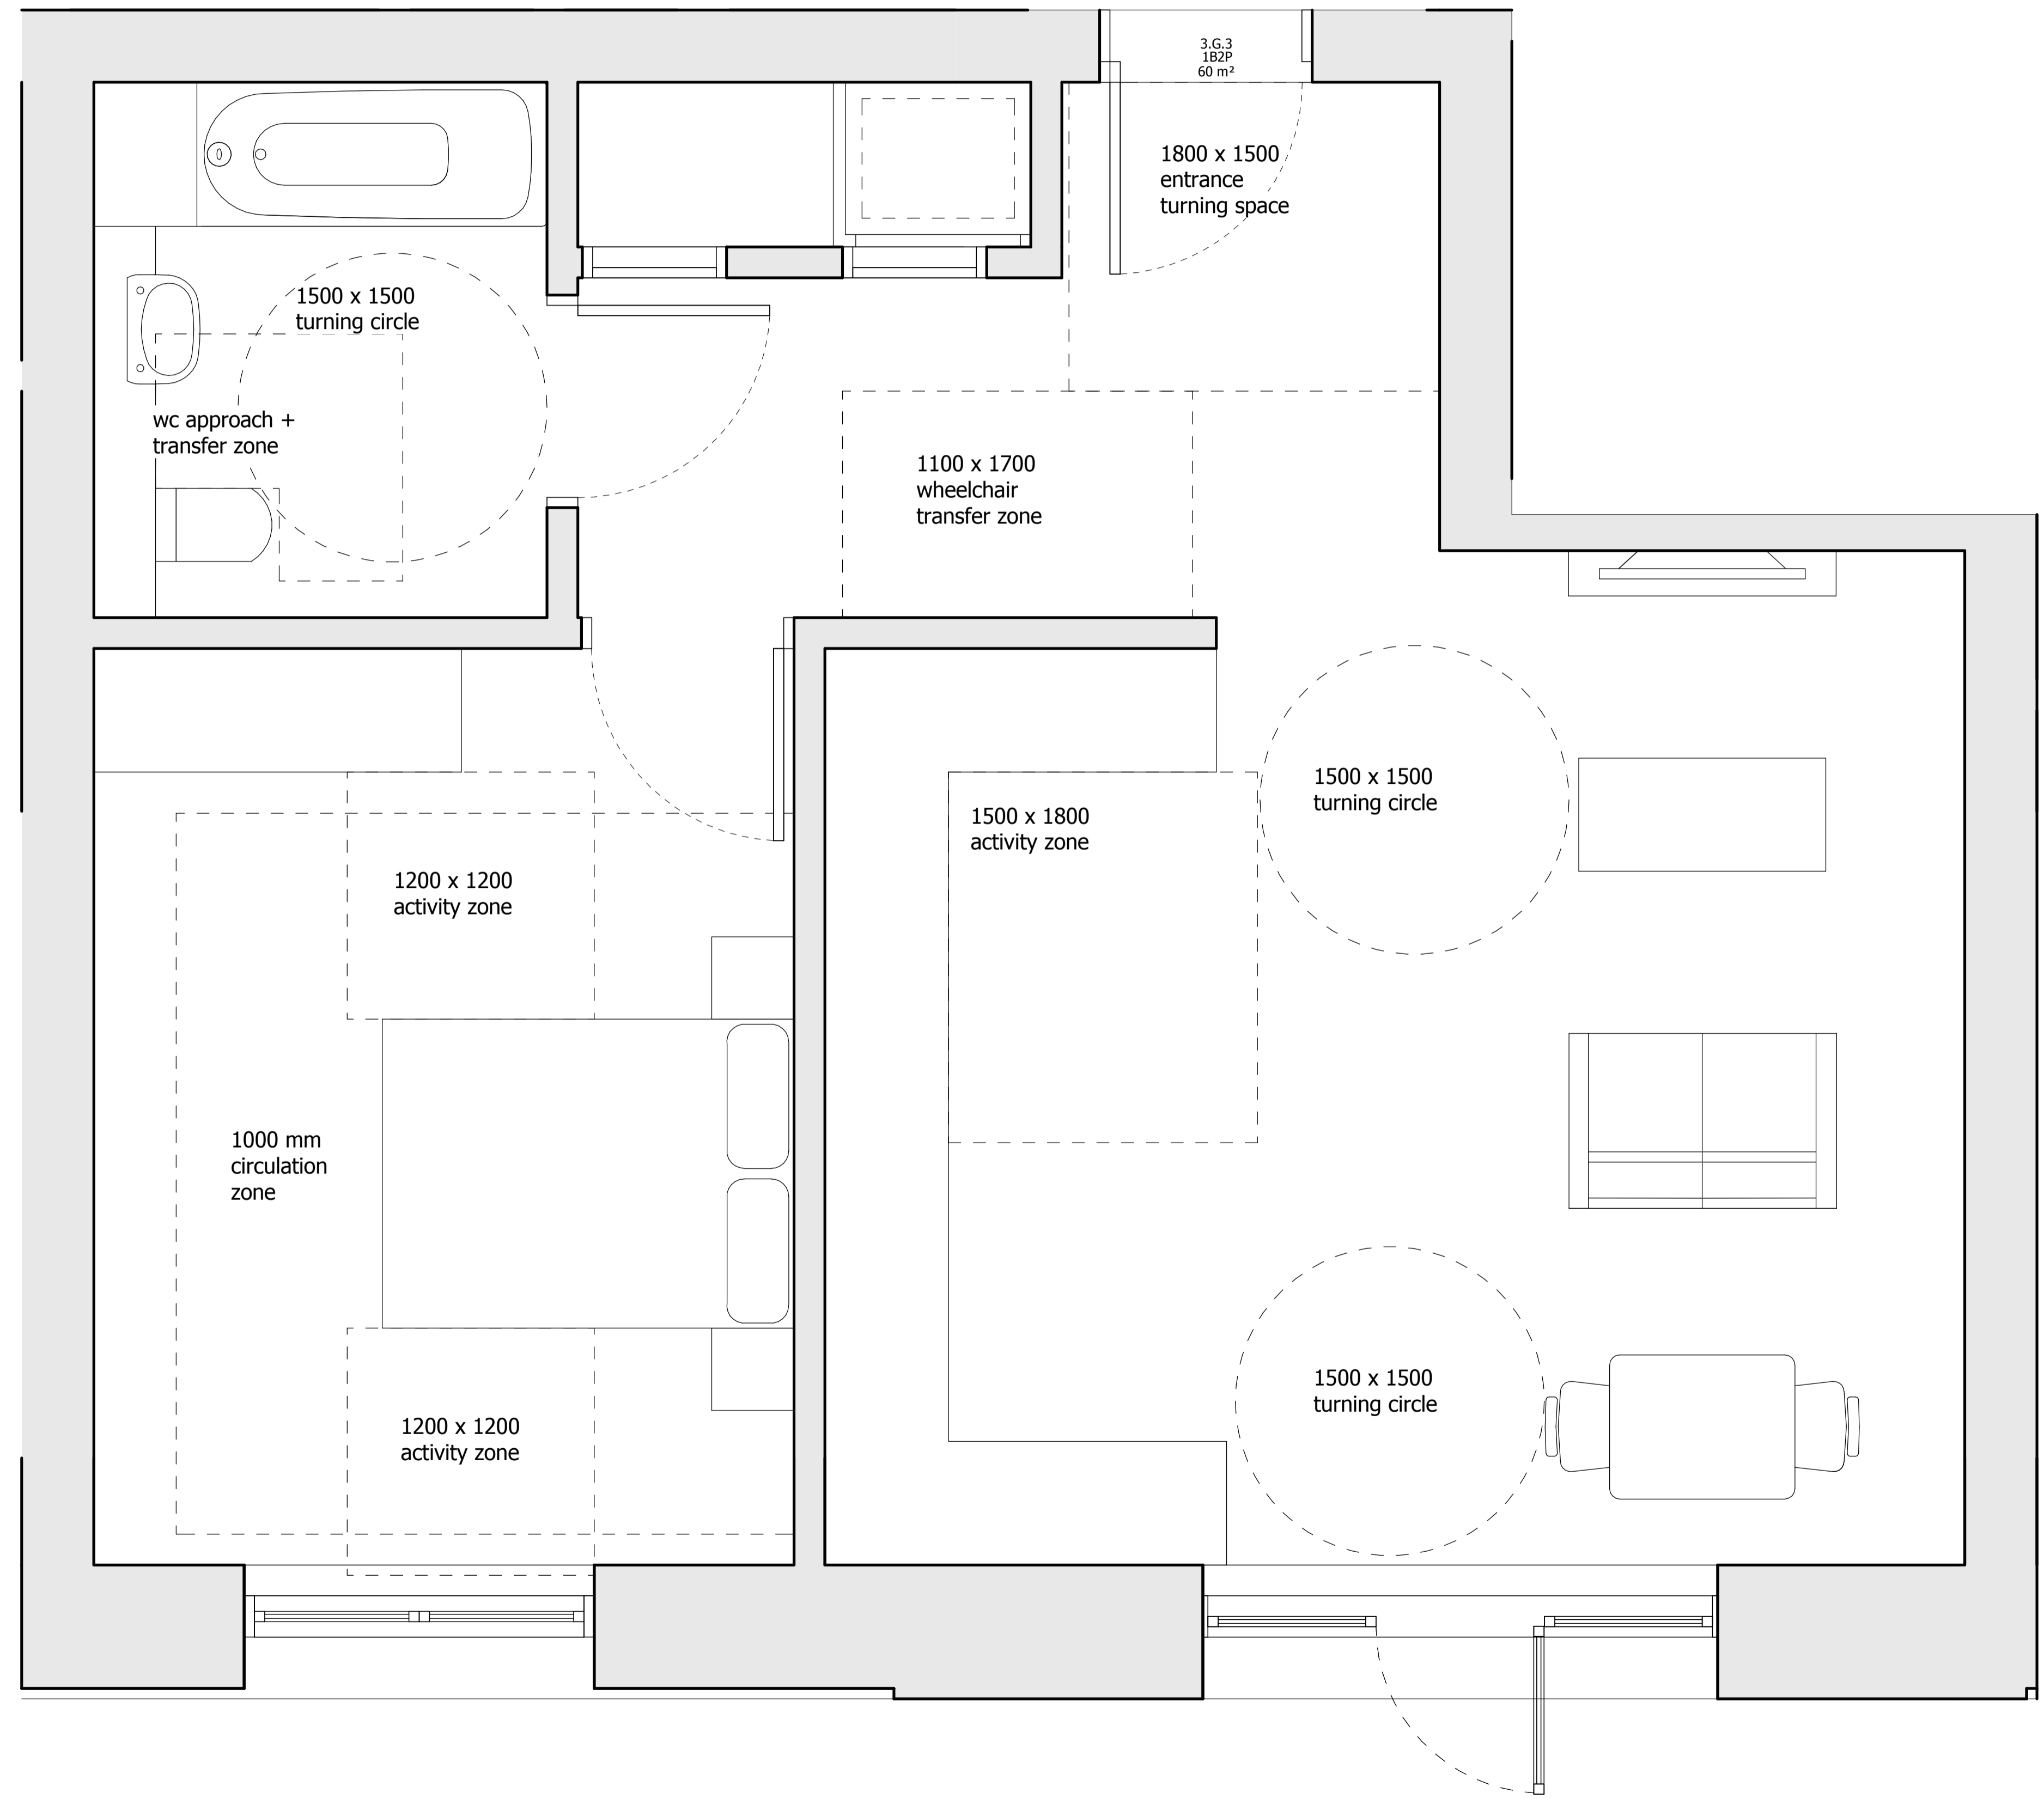 3.G.3
1B2P
60 m²
1800 x 1500
entrance
turning space
1500 x 1500
turning circle
wc approach +
transfer zone
1100 x 1700
wheelchair
transfer zone
1500 x 1500
turning circle
1500 x 1800
activity zone
1200 x 1200
activity zone
1000 mm
circulation
zone
1500 x 1500
turning circle
1200 x 1200
activity zone